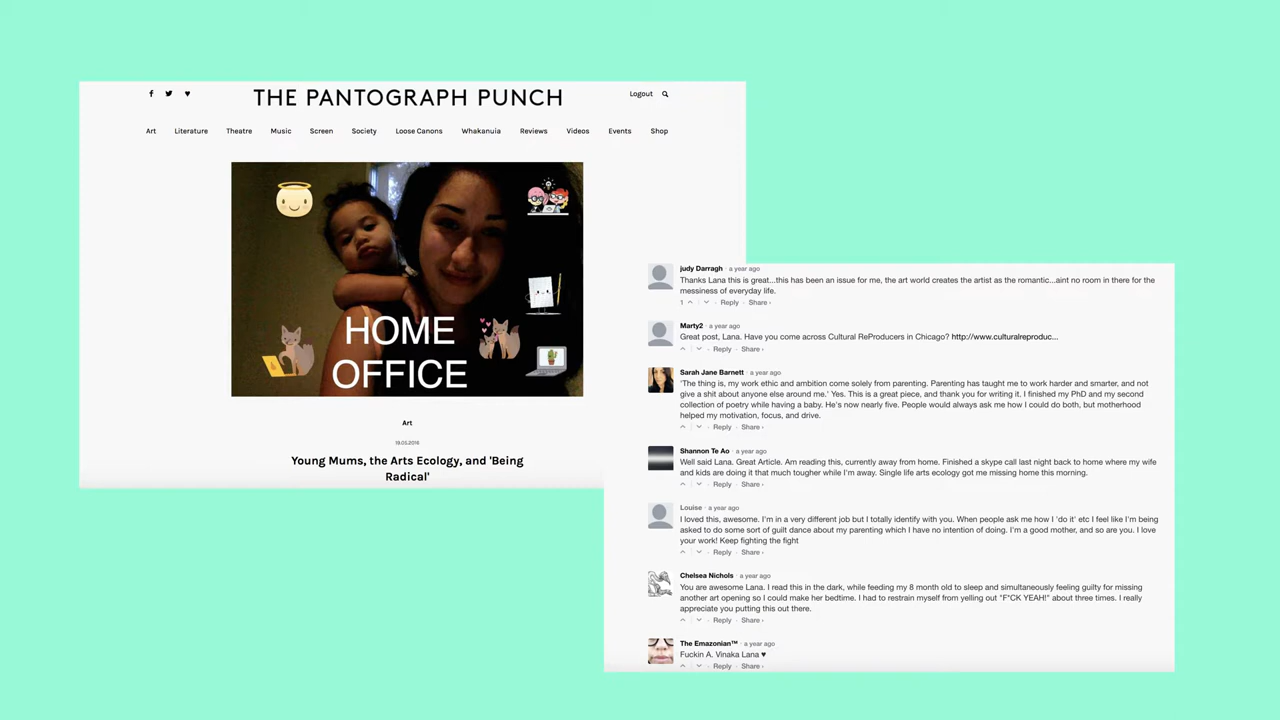 THE PANTOGRAPH PUNCH
Logout
Art Literature Theatre Music Screen Society Loose Canons Whakanuia Reviews Videos Events Shop
HOME
OFFICE
Art
19.05.2016
Young Mums, the Arts Ecology, and 'Being
Radical'
judy Darragh · a year ago
Thanks Lana this is great...this has been an issue for me, the art world creates the artist as the romantic...aint no room in there for the
messiness of everyday life.
1 · Reply · Share ›
Marty2 · a year ago
Great post, Lana. Have you come across Cultural ReProducers in Chicago? http://www.culturalreproduc...
· Reply · Share ›
Sarah Jane Barnett · a year ago
'The thing is, my work ethic and ambition come solely from parenting. Parenting has taught me to work harder and smarter, and not
give a shit about anyone else around me.' Yes. This is a great piece, and thank you for writing it. I finished my PhD and my second
collection of poetry while having a baby. He's now nearly five. People would always ask me how I could do both, but motherhood
helped my motivation, focus, and drive.
· Reply · Share ›
Shannon Te Ao · a year ago
Well said Lana. Great Article. Am reading this, currently away from home. Finished a skype call last night back to home where my wife
and kids are doing it that much tougher while I'm away. Single life arts ecology got me missing home this morning.
· Reply · Share ›
Louise · a year ago
I loved this, awesome. I'm in a very different job but I totally identify with you. When people ask me how I 'do it' etc I feel like I'm being
asked to do some sort of guilt dance about my parenting which I have no intention of doing. I'm a good mother, and so are you. I love
your work! Keep fighting the fight
· Reply · Share ›
Chelsea Nichols · a year ago
You are awesome Lana. I read this in the dark, while feeding my 8 month old to sleep and simultaneously feeling guilty for missing
another art opening so I could make her bedtime. I had to restrain myself from yelling out "F*CK YEAH!" about three times. I really
appreciate you putting this out there.
· Reply · Share ›
The Emazonian™ · a year ago
Fuckin A. Vinaka Lana ♥
· Reply · Share ›